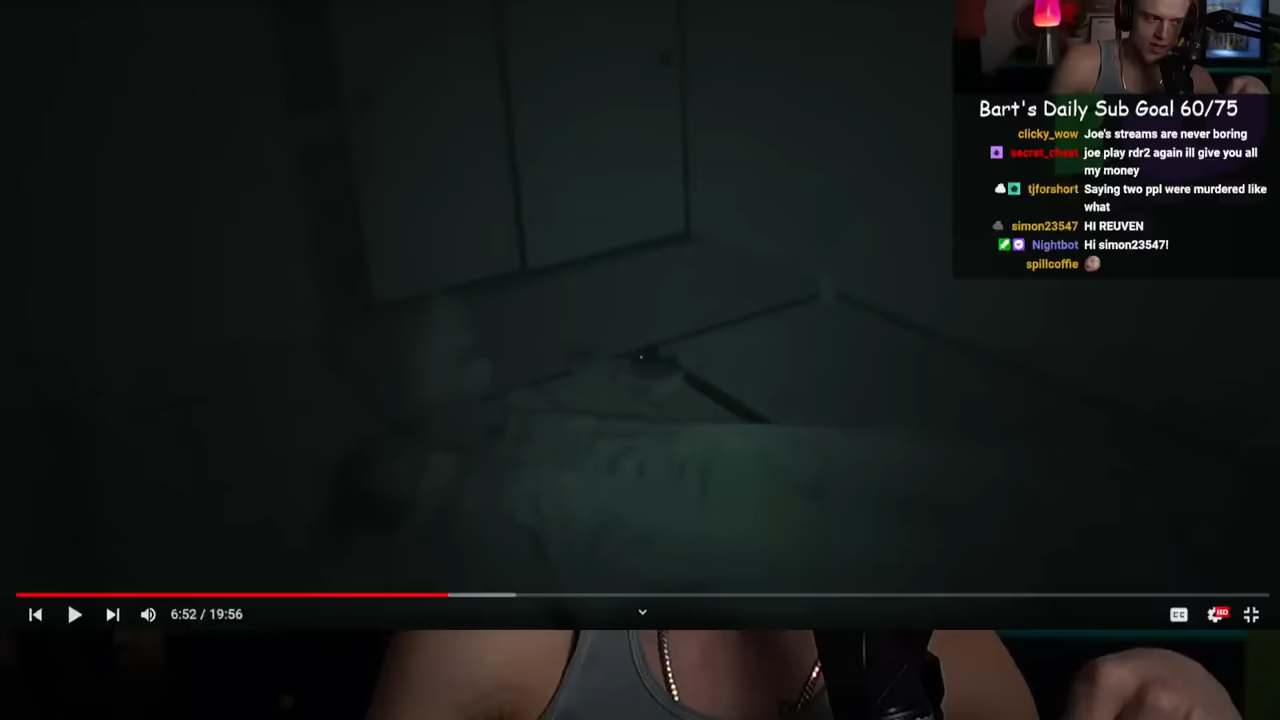 Bart's Daily Sub Goal 60/75
clicky_wow Joe's streams are never boring
secret_cheat joe play rdr2 again ill give you all
my money
tjforshort Saying two ppl were murdered like
what
simon23547 HI REUVEN
Nightbot Hi simon23547!
spillcoffie
6:52 / 19:56
CC
HD